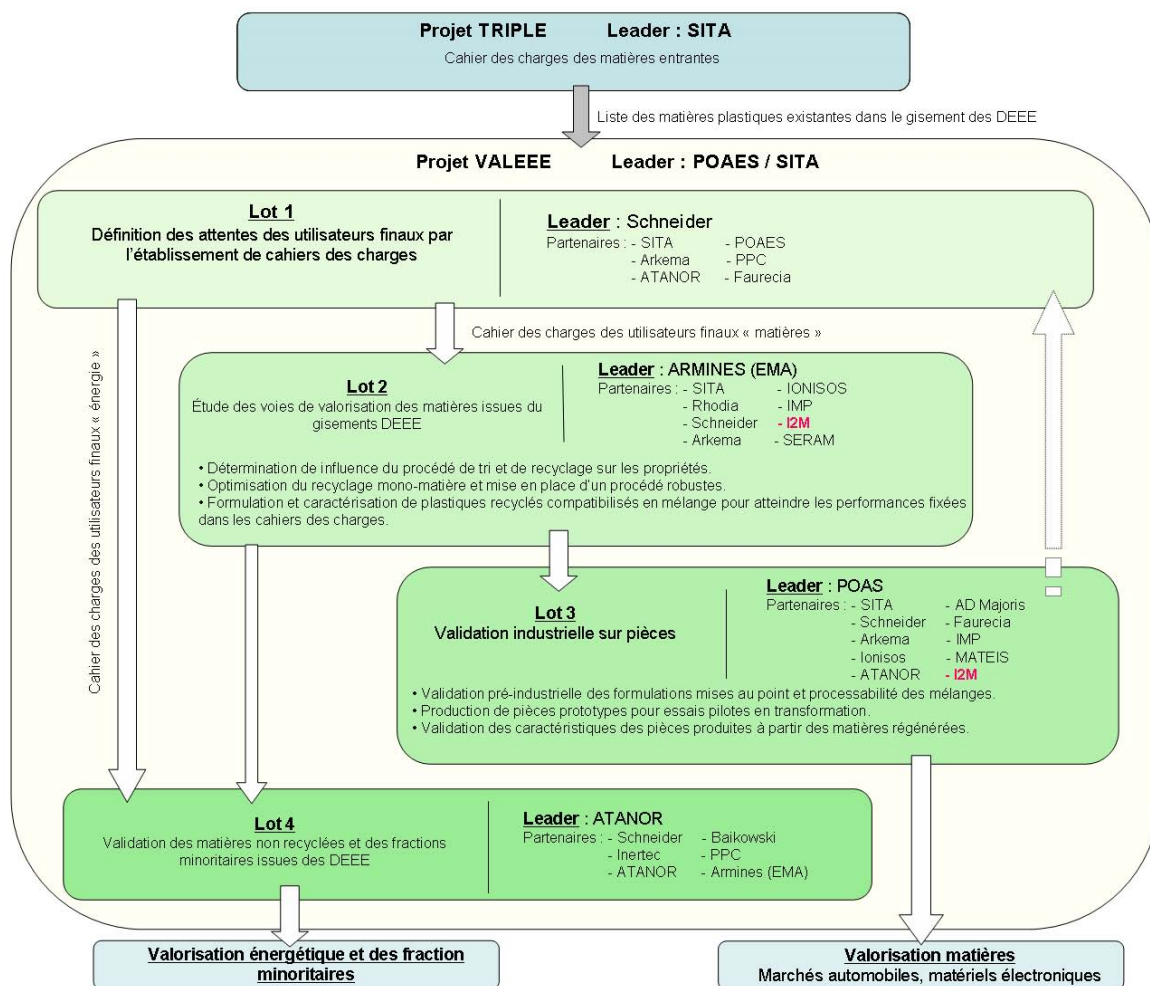 Projet TRIPLE Leader : SITA
Cahier des charges des matières entrantes
Liste des matières plastiques existantes dans le gisement des DEEE
Projet VALEEE Leader : POAES / SITA
Lot 1
Définition des attentes des utilisateurs finaux par
l'établissement de cahiers des charges
Leader : Schneider
Partenaires : - SITA - POAES
- Arkema - PPC
- ATANOR - Faurecia
Cahier des charges des utilisateurs finaux « énergie »
Cahier des charges des utilisateurs finaux « matières »
Lot 2
Étude des voies de valorisation des matières issues du
gisements DEEE
Leader : ARMINES (EMA)
Partenaires : - SITA - IONISOS
- Rhodia - IMP
- Schneider - I2M
- Arkema - SERAM
• Détermination de influence du procédé de tri et de recyclage sur les propriétés.
• Optimisation du recyclage mono-matière et mise en place d'un procédé robustes.
• Formulation et caractérisation de plastiques recyclés compatibilisés en mélange pour atteindre les performances fixées
dans les cahiers des charges.
Lot 3
Validation industrielle sur pièces
Leader : POAS
Partenaires : - SITA - AD Majoris
- Schneider - Faurecia
- Arkema - IMP
- Ionisos - MATEIS
- ATANOR - I2M
• Validation pré-industrielle des formulations mises au point et processabilité des mélanges.
• Production de pièces prototypes pour essais pilotes en transformation.
• Validation des caractéristiques des pièces produites à partir des matières régénérées.
Lot 4
Validation des matières non recyclées et des fractions
minoritaires issues des DEEE
Leader : ATANOR
Partenaires : - Schneider - Baikowski
- Inertec - PPC
- ATANOR - Armines (EMA)
Valorisation énergétique et des fraction
minoritaires
Valorisation matières
Marchés automobiles, matériels électroniques